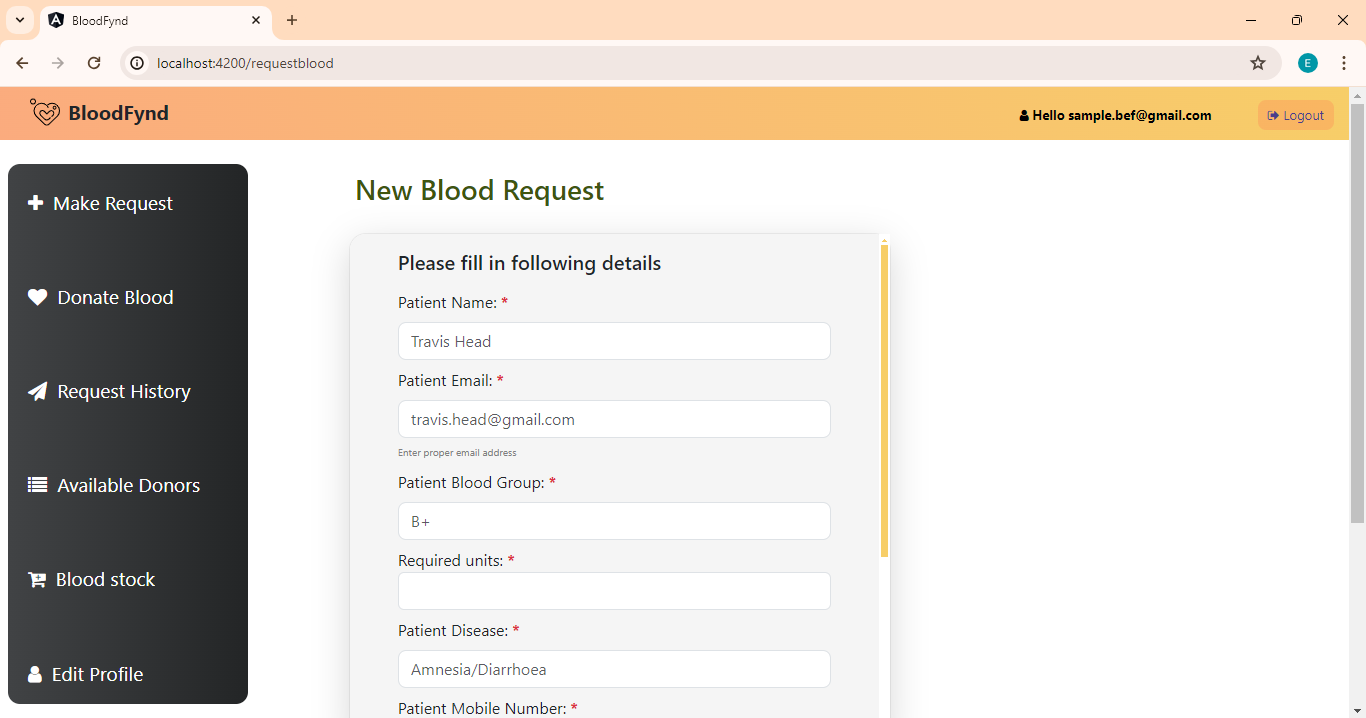 BloodFynd
localhost:4200/requestblood
E
BloodFynd
Hello sample.bef@gmail.com
Logout
Make Request
Donate Blood
Request History
Available Donors
Blood stock
Edit Profile
New Blood Request
Please fill in following details
Patient Name: *
Travis Head
Patient Email: *
travis.head@gmail.com
Enter proper email address
Patient Blood Group: *
B+
Required units: *
Patient Disease: *
Amnesia/Diarrhoea
Patient Mobile Number: *